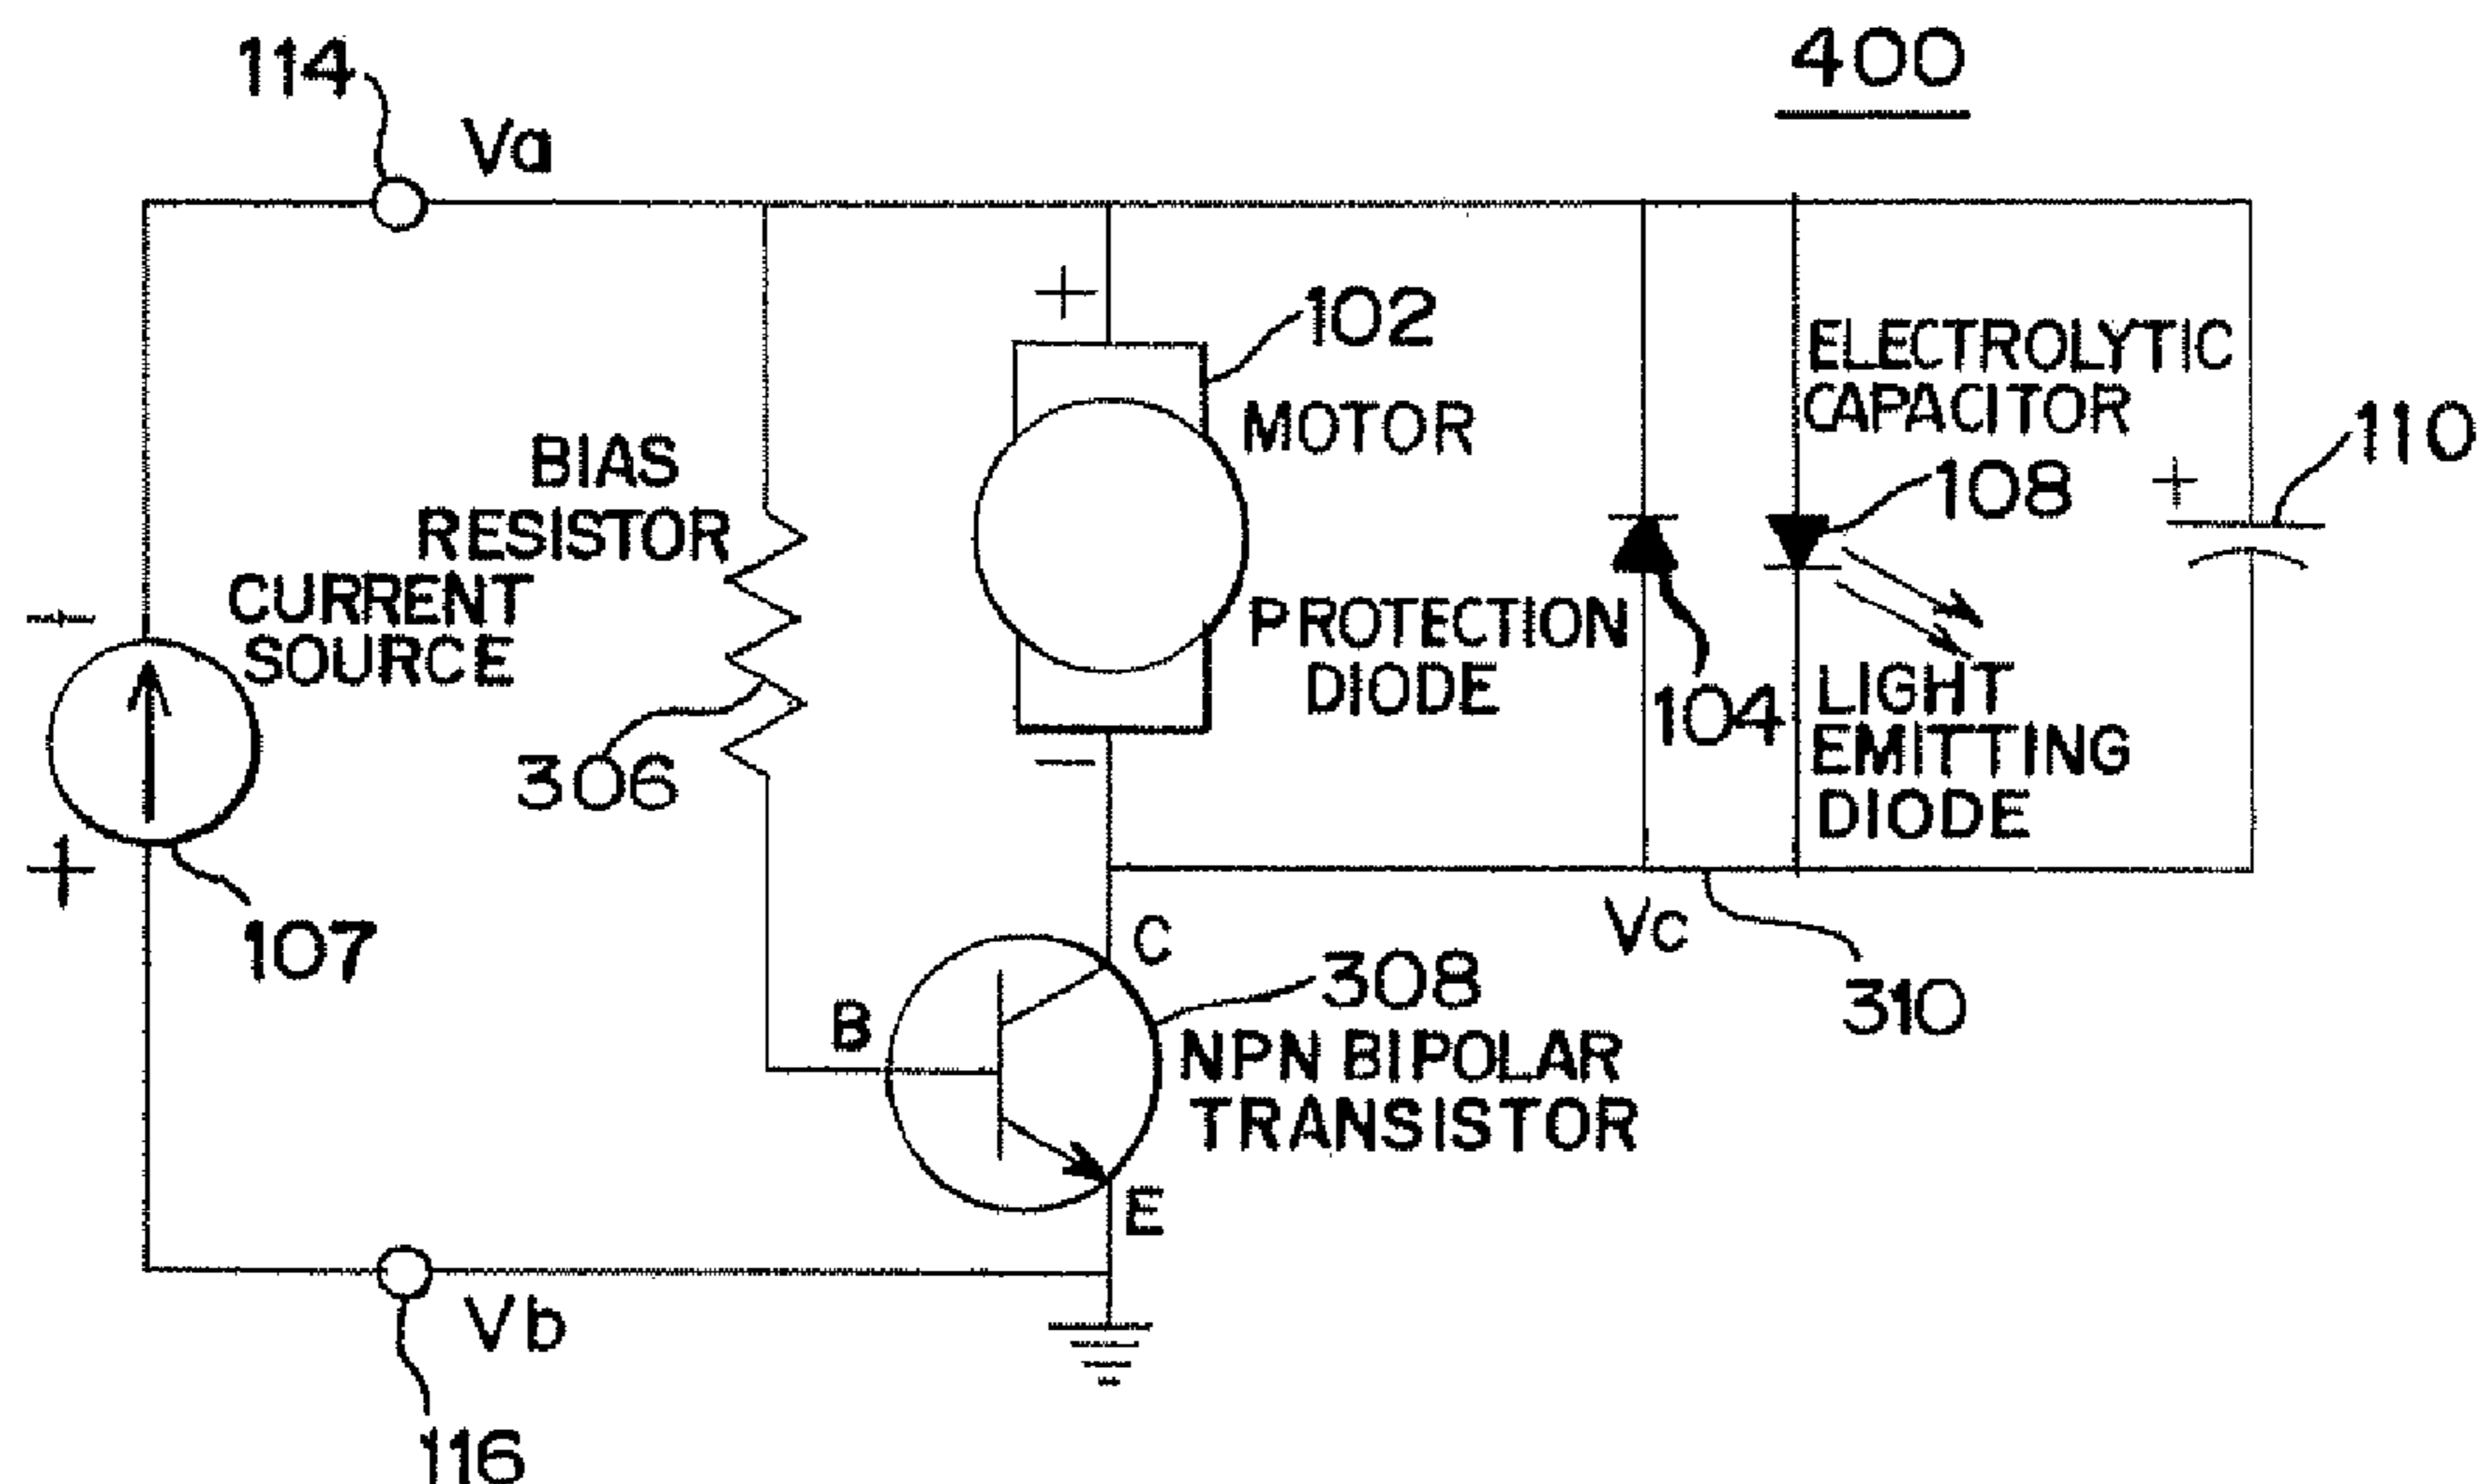 114
400
Va
+
102
MOTOR
ELECTROLYTIC
CAPACITOR
110
+
108
BIAS
RESISTOR
CURRENT
SOURCE
−
+
107
306
PROTECTION
DIODE
104
LIGHT
EMITTING
DIODE
−
C
Vc
310
B
308
NPN BIPOLAR
TRANSISTOR
E
Vb
116